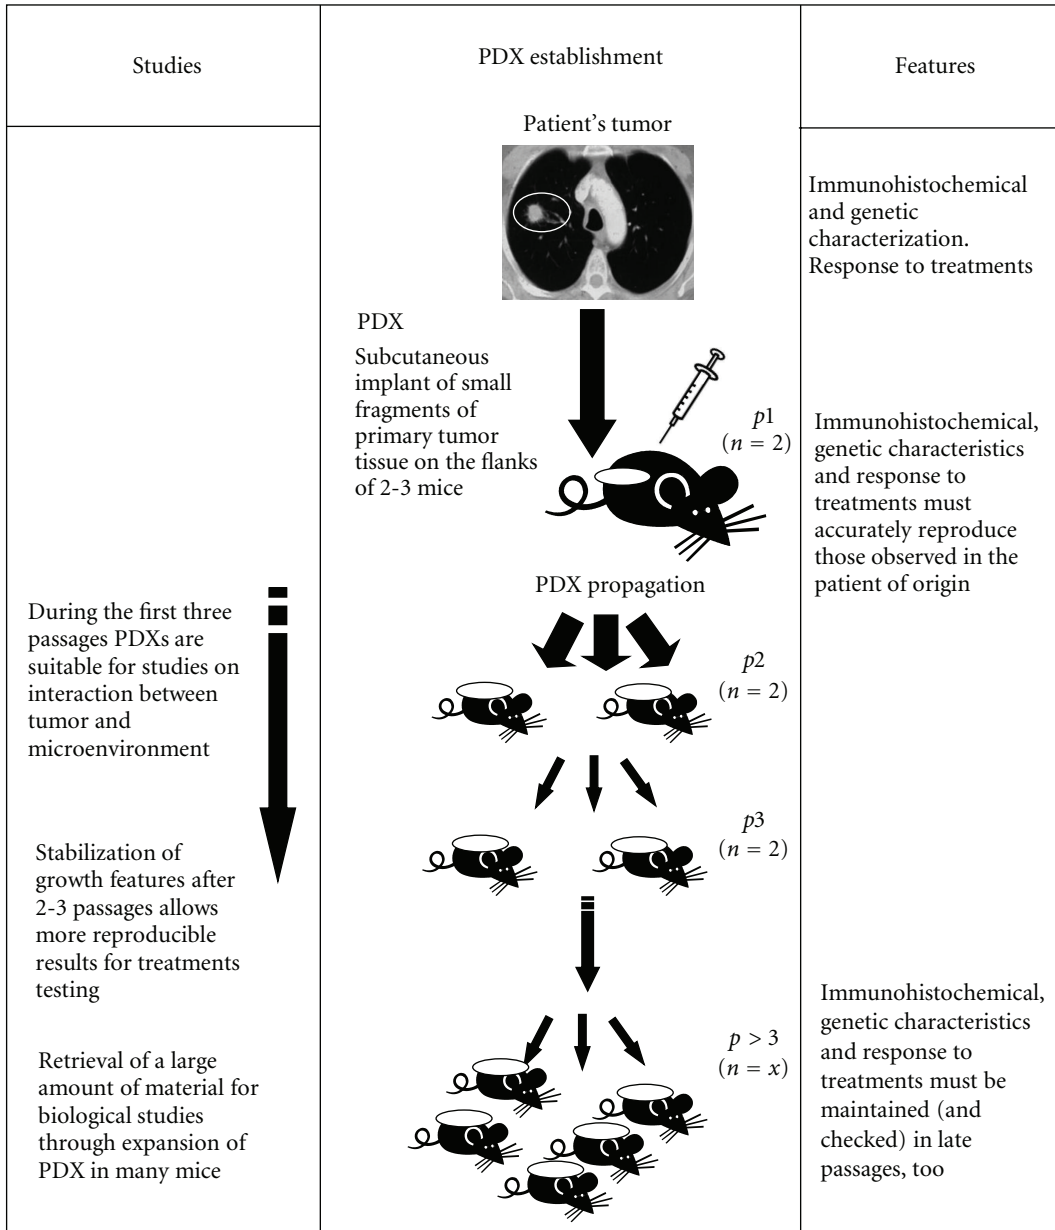 Studies
PDX establishment
Features
Patient's tumor
Immunohistochemical
and genetic
characterization.
Response to treatments
PDX
Subcutaneous
implant of small
fragments of
primary tumor
tissue on the flanks
of 2-3 mice
p1
(n = 2)
Immunohistochemical,
genetic characteristics
and response to
treatments must
accurately reproduce
those observed in the
patient of origin
PDX propagation
During the first three
passages PDXs are
suitable for studies on
interaction between
tumor and
microenvironment
p2
(n = 2)
p3
(n = 2)
Stabilization of
growth features after
2-3 passages allows
more reproducible
results for treatments
testing
Retrieval of a large
amount of material for
biological studies
through expansion of
PDX in many mice
p > 3
(n = x)
Immunohistochemical,
genetic characteristics
and response to
treatments must be
maintained (and
checked) in late
passages, too